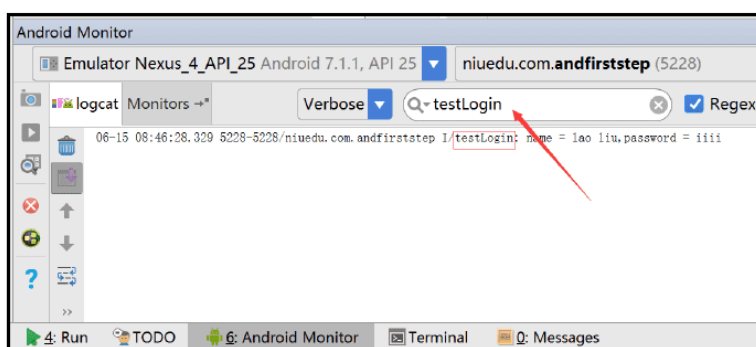 Android Monitor
Emulator Nexus_4_API_25 Android 7.1.1, API 25 niuedu.com.andfirststep (5228)
logcat Monitors Verbose testLogin Regex
06-15 08:46:28.329 5228-5228/niuedu.com.andfirststep I/testLogin: name = lao liu,password = iiii
4: Run TODO 6: Android Monitor Terminal 0: Messages